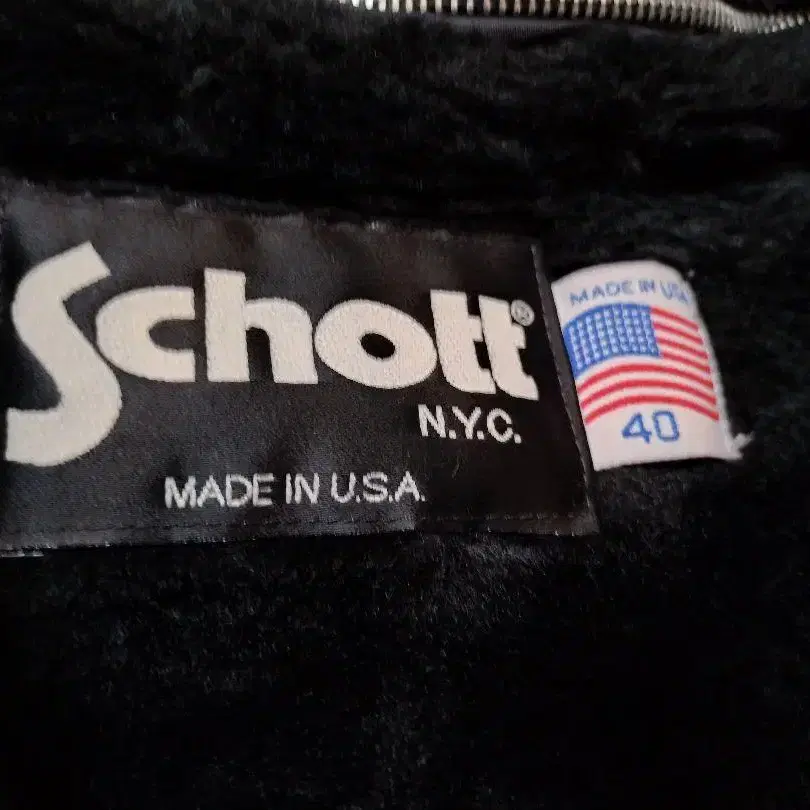 Schott®
N.Y.C.
MADE IN U.S.A.
MADE IN USA
40